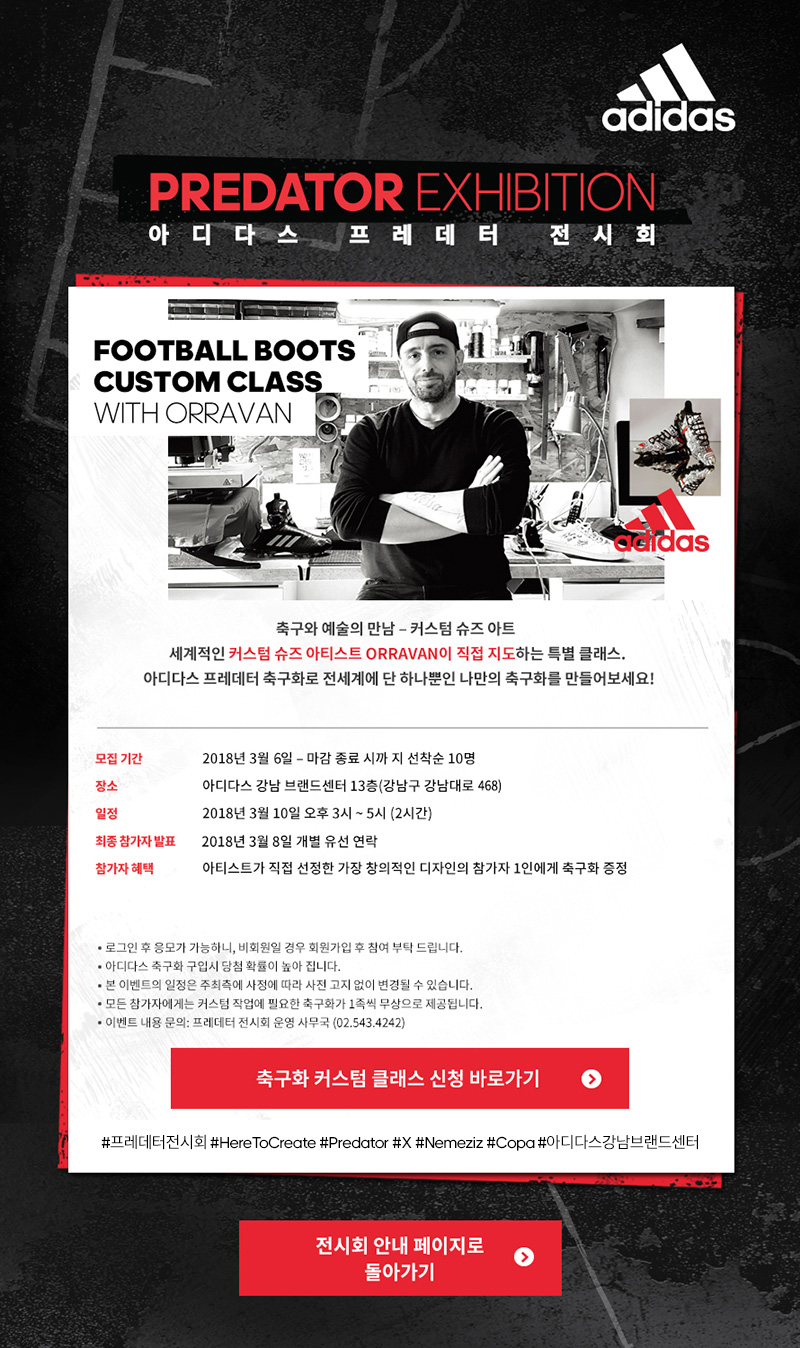 adidas
PREDATOR EXHIBITION
아디다스 프레데터 전시회
FOOTBALL BOOTS
CUSTOM CLASS
WITH ORRAVAN
adidas
축구와 예술의 만남 – 커스텀 슈즈 아트
세계적인 커스텀 슈즈 아티스트 ORRAVAN이 직접 지도하는 특별 클래스.
아디다스 프레데터 축구화로 전세계에 단 하나뿐인 나만의 축구화를 만들어보세요!
모집 기간 2018년 3월 6일 – 마감 종료 시까 지 선착순 10명
장소 아디다스 강남 브랜드센터 13층(강남구 강남대로 468)
일정 2018년 3월 10일 오후 3시 ~ 5시 (2시간)
최종 참가자 발표 2018년 3월 8일 개별 유선 연락
참가자 혜택 아티스트가 직접 선정한 가장 창의적인 디자인의 참가자 1인에게 축구화 증정
• 로그인 후 응모가 가능하니, 비회원일 경우 회원가입 후 참여 부탁 드립니다.
• 아디다스 축구화 구입시 당첨 확률이 높아 집니다.
• 본 이벤트의 일정은 주최측에 사정에 따라 사전 고지 없이 변경될 수 있습니다.
• 모든 참가자에게는 커스텀 작업에 필요한 축구화가 1족씩 무상으로 제공됩니다.
• 이벤트 내용 문의: 프레데터 전시회 운영 사무국 (02.543.4242)
축구화 커스텀 클래스 신청 바로가기
#프레데터전시회 #HereToCreate #Predator #X #Nemeziz #Copa #아디다스강남브랜드센터
전시회 안내 페이지로
돌아가기